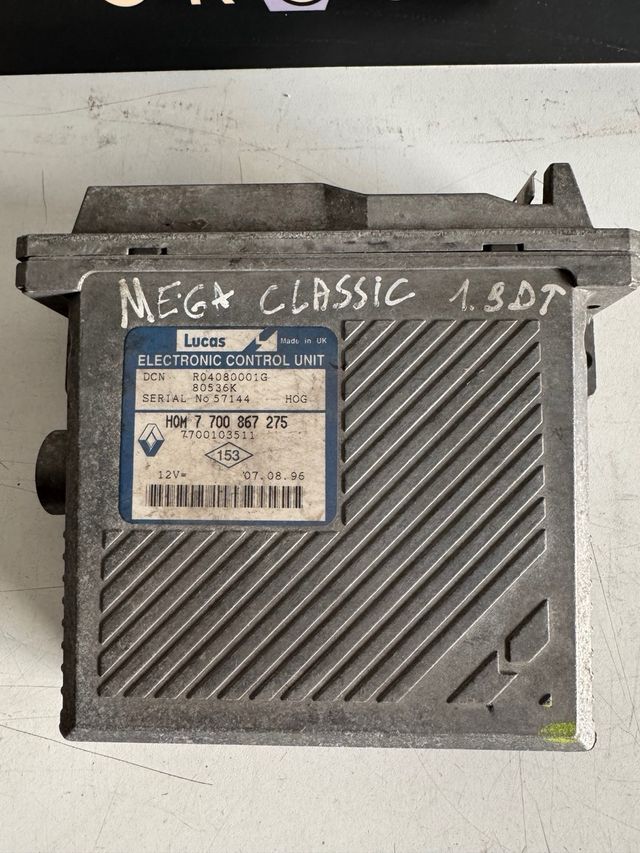 MEGA CLASSIC 1.9DT
Lucas Made in UK
ELECTRONIC CONTROL UNIT
DCN R04080001G
80536K
SERIAL No 57144 HOG
HOM 7 700 867 275
7700103511
153
12V= 07.08.96